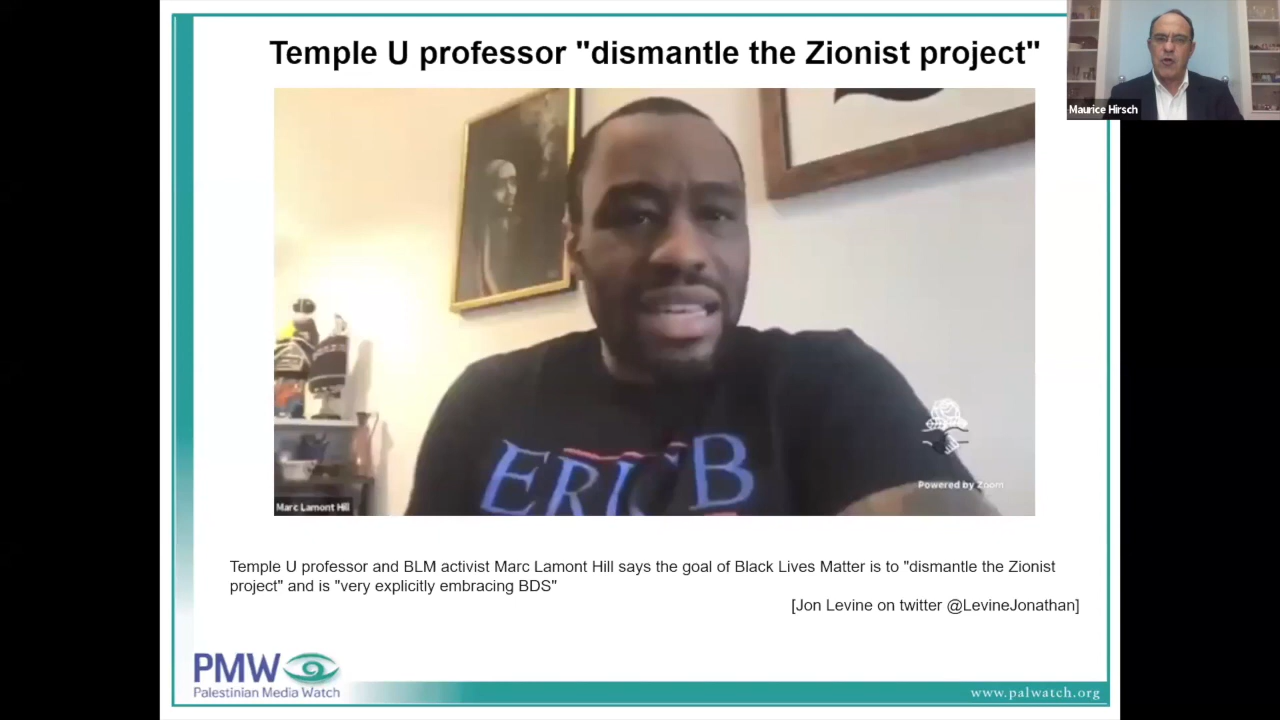 Temple U professor "dismantle the Zionist project"
Maurice Hirsch
ERIC B
Powered by Zoom
Marc Lamont Hill
Temple U professor and BLM activist Marc Lamont Hill says the goal of Black Lives Matter is to "dismantle the Zionist
project" and is "very explicitly embracing BDS"
[Jon Levine on twitter @LevineJonathan]
PMW
Palestinian Media Watch
www.palwatch.org